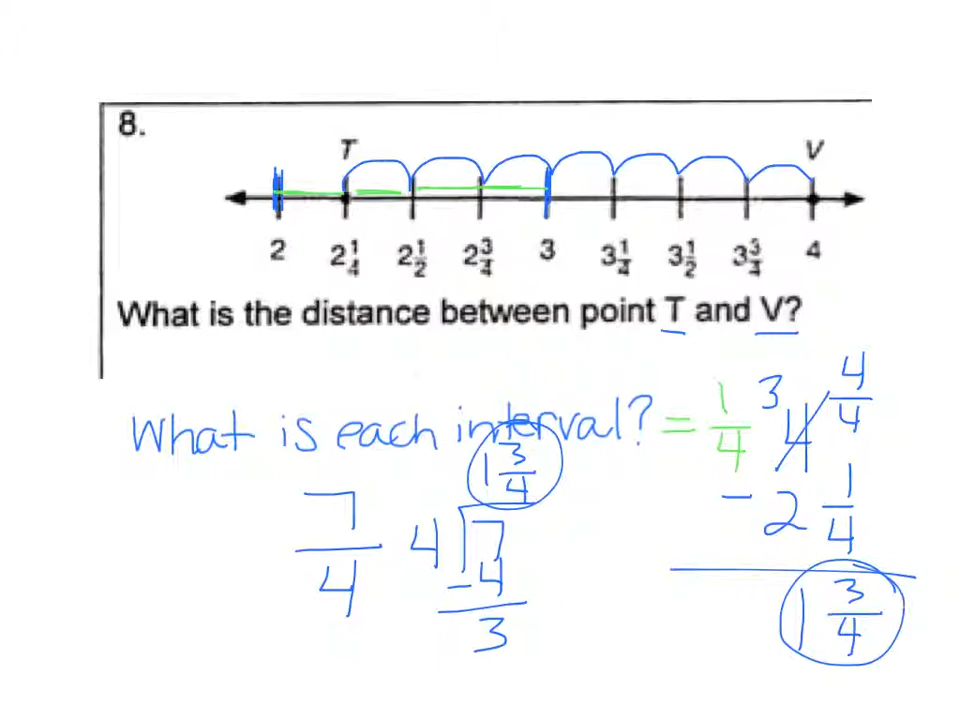 8.
T V
2 2 1/4 2 1/2 2 3/4 3 3 1/4 3 1/2 3 3/4 4
What is the distance between point T and V?
What is each interval? = 1/4
3 4 4/4
- 2 1/4
1 3/4
7/4
1 3/4
4 7
- 4
3